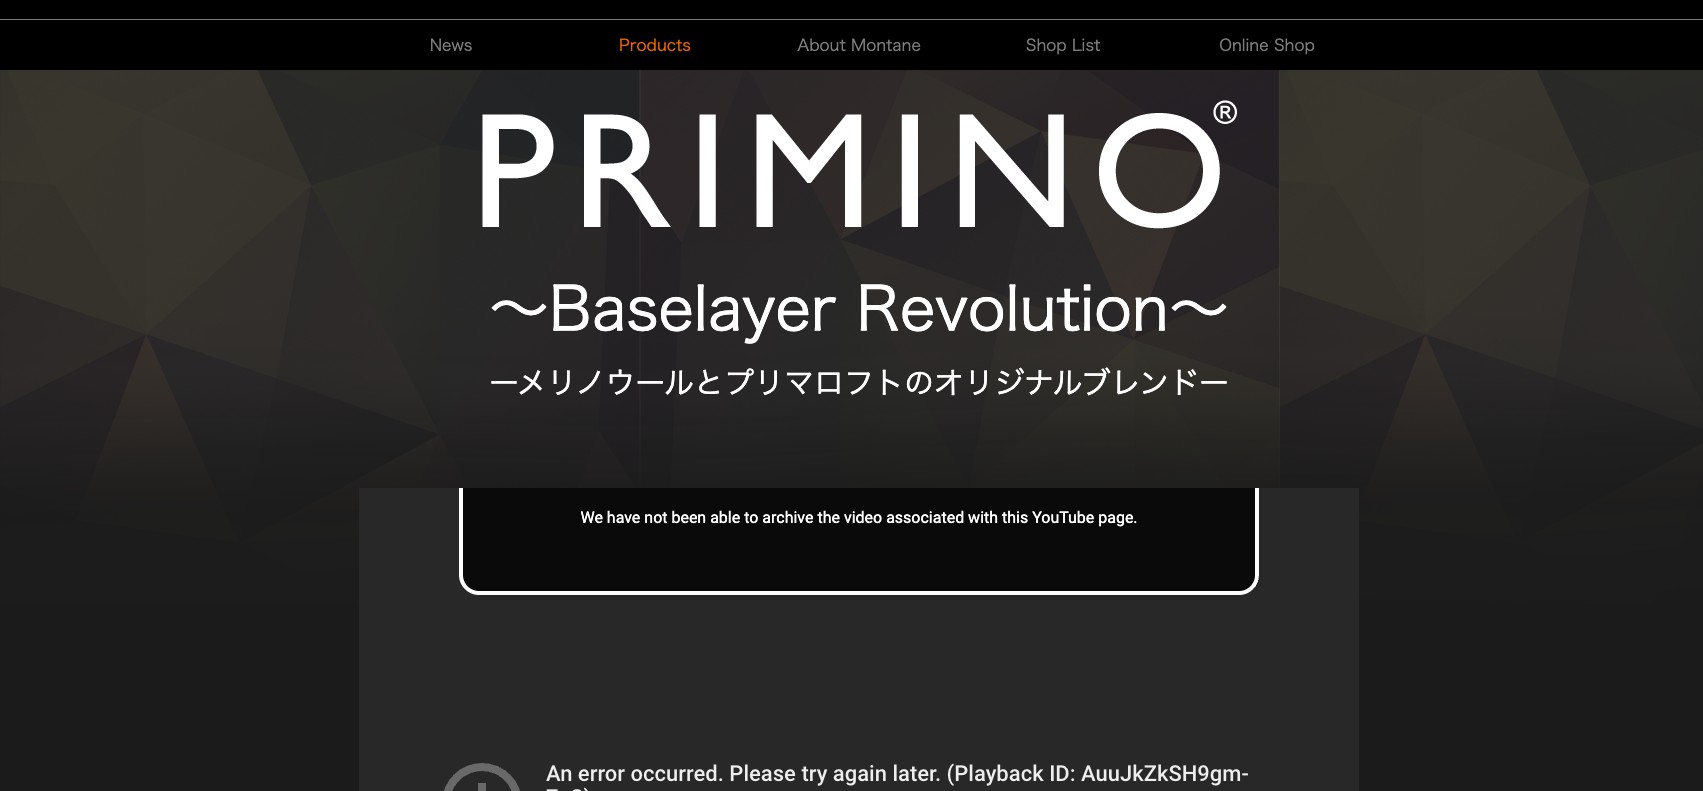 News Products About Montane Shop List Online Shop
PRIMINO®
～Baselayer Revolution～
ーメリノウールとプリマロフトのオリジナルブレンドー
We have not been able to archive the video associated with this YouTube page.
An error occurred. Please try again later. (Playback ID: AuuJkZkSH9gm-